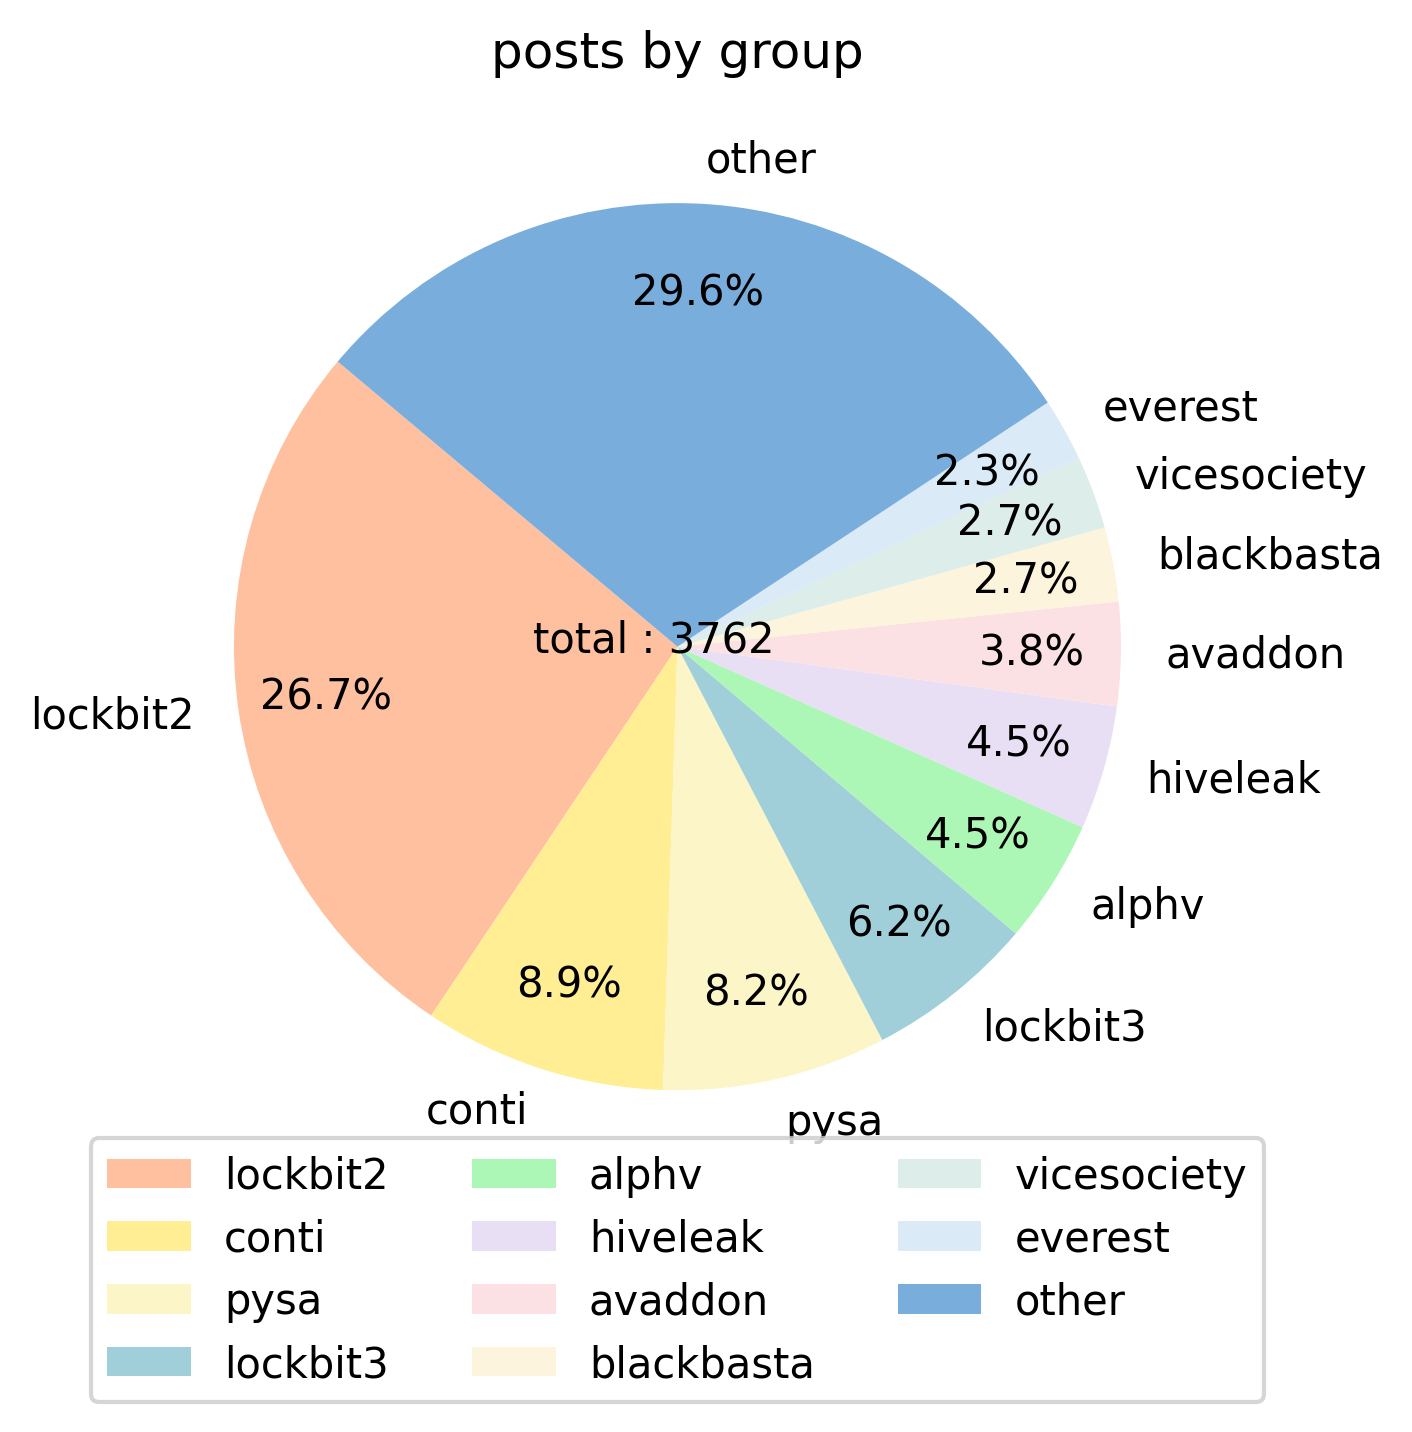 posts by group
other
29.6%
everest
2.3%
vicesociety
2.7%
blackbasta
2.7%
total : 3762
3.8%
avaddon
lockbit2
26.7%
4.5%
hiveleak
4.5%
alphv
6.2%
lockbit3
8.9%
8.2%
conti
pysa
lockbit2
conti
pysa
lockbit3
alphv
hiveleak
avaddon
blackbasta
vicesociety
everest
other